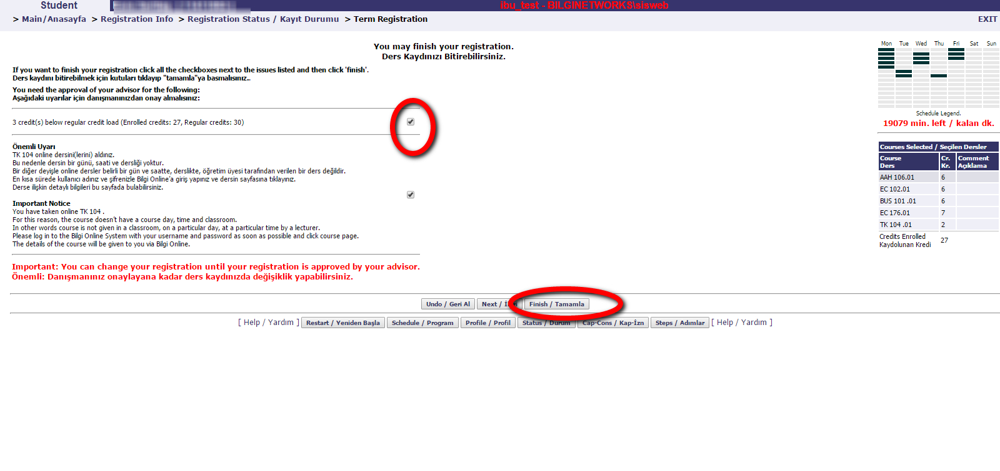 Student
ibu_test - BILGINETWORKS\sisweb
> Main/Anasayfa > Registration Info > Registration Status / Kayıt Durumu > Term Registration
EXIT
You may finish your registration.
Ders Kaydınızı Bitirebilirsiniz.
If you want to finish your registration click all the checkboxes next to the issues listed and then click 'finish'.
Ders kaydını bitirebilmek için kutuları tıklayıp "tamamla"ya basmalısınız..
You need the approval of your advisor for the following:
Aşağıdaki uyarılar için danışmanınızdan onay almalısınız:
3 credit(s) below regular credit load (Enrolled credits: 27, Regular credits: 30)
Önemli Uyarı
TK 104 online dersini(lerini) aldınız.
Bu nedenle dersin bir günü, saati ve dersliği yoktur.
Bir diğer deyişle online dersler belirli bir gün ve saatte, derslikte, öğretim üyesi tarafından verilen bir ders değildir.
En kısa sürede kullanıcı adınız ve şifrenizle Bilgi Online’a giriş yapınız ve dersin sayfasına tıklayınız.
Derse ilişkin detaylı bilgileri bu sayfada bulabilirsiniz.
Important Notice
You have taken online TK 104 .
For this reason, the course doesn’t have a course day, time and classroom.
In other words course is not given in a classroom, on a particular day, at a particular time by a lecturer.
Please log in to the Bilgi Online System with your username and password as soon as possible and click course page.
The details of the course will be given to you via Bilgi Online.
Important: You can change your registration until your registration is approved by your advisor.
Önemli: Danışmanınız onaylayana kadar ders kaydınızda değişiklik yapabilirsiniz.
Undo / Geri Al Next / Finish / Tamamla
[ Help / Yardım ] Restart / Yeniden Başla Schedule / Program Profile / Profil Status / Durum Cap-Cons / Kap-İzn Steps / Adımlar [ Help / Yardım ]
Mon Tue Wed Thu Fri Sat Sun
Schedule Legend.
19079 min. left / kalan dk.
Courses Selected / Seçilen Dersler
Course Cr. Comment
Ders Kr. Açıklama
AAH 106.01 6
EC 102.01 6
BUS 101 .01 6
EC 176.01 7
TK 104 .01 2
Credits Enrolled
Kaydolunan Kredi 27